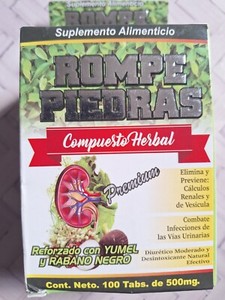 Suplemento Alimenticio
ROMPE
PIEDRAS
Compuesto Herbal
Premium
Elimina y
Previene:
Cálculos
Renales y
de Vesícula
Combate
Infecciones de
las Vías Urinarias
Diurético Moderado y
Desintoxicante Natural
Efectivo
Reforzado con YUMEL
y RABANO NEGRO
Cont. Neto. 100 Tabs. de 500mg.